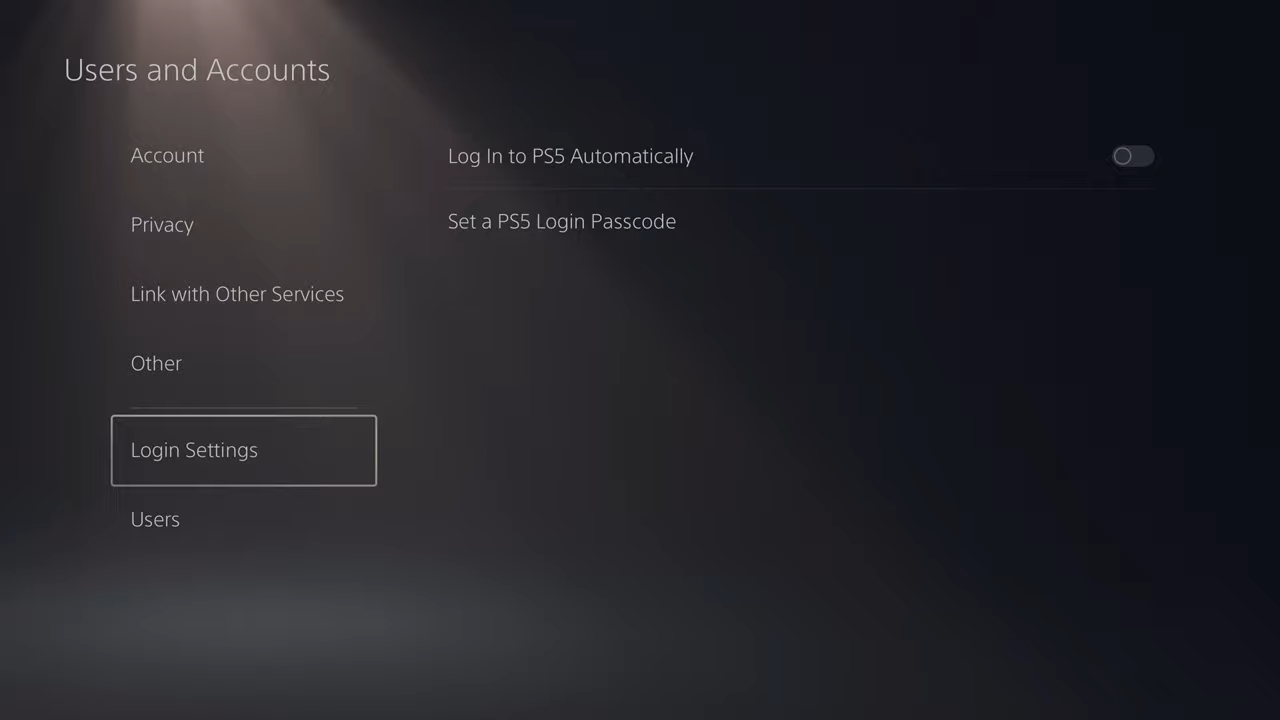 Users and Accounts
Account
Privacy
Link with Other Services
Other
Login Settings
Users
Log In to PS5 Automatically
Set a PS5 Login Passcode